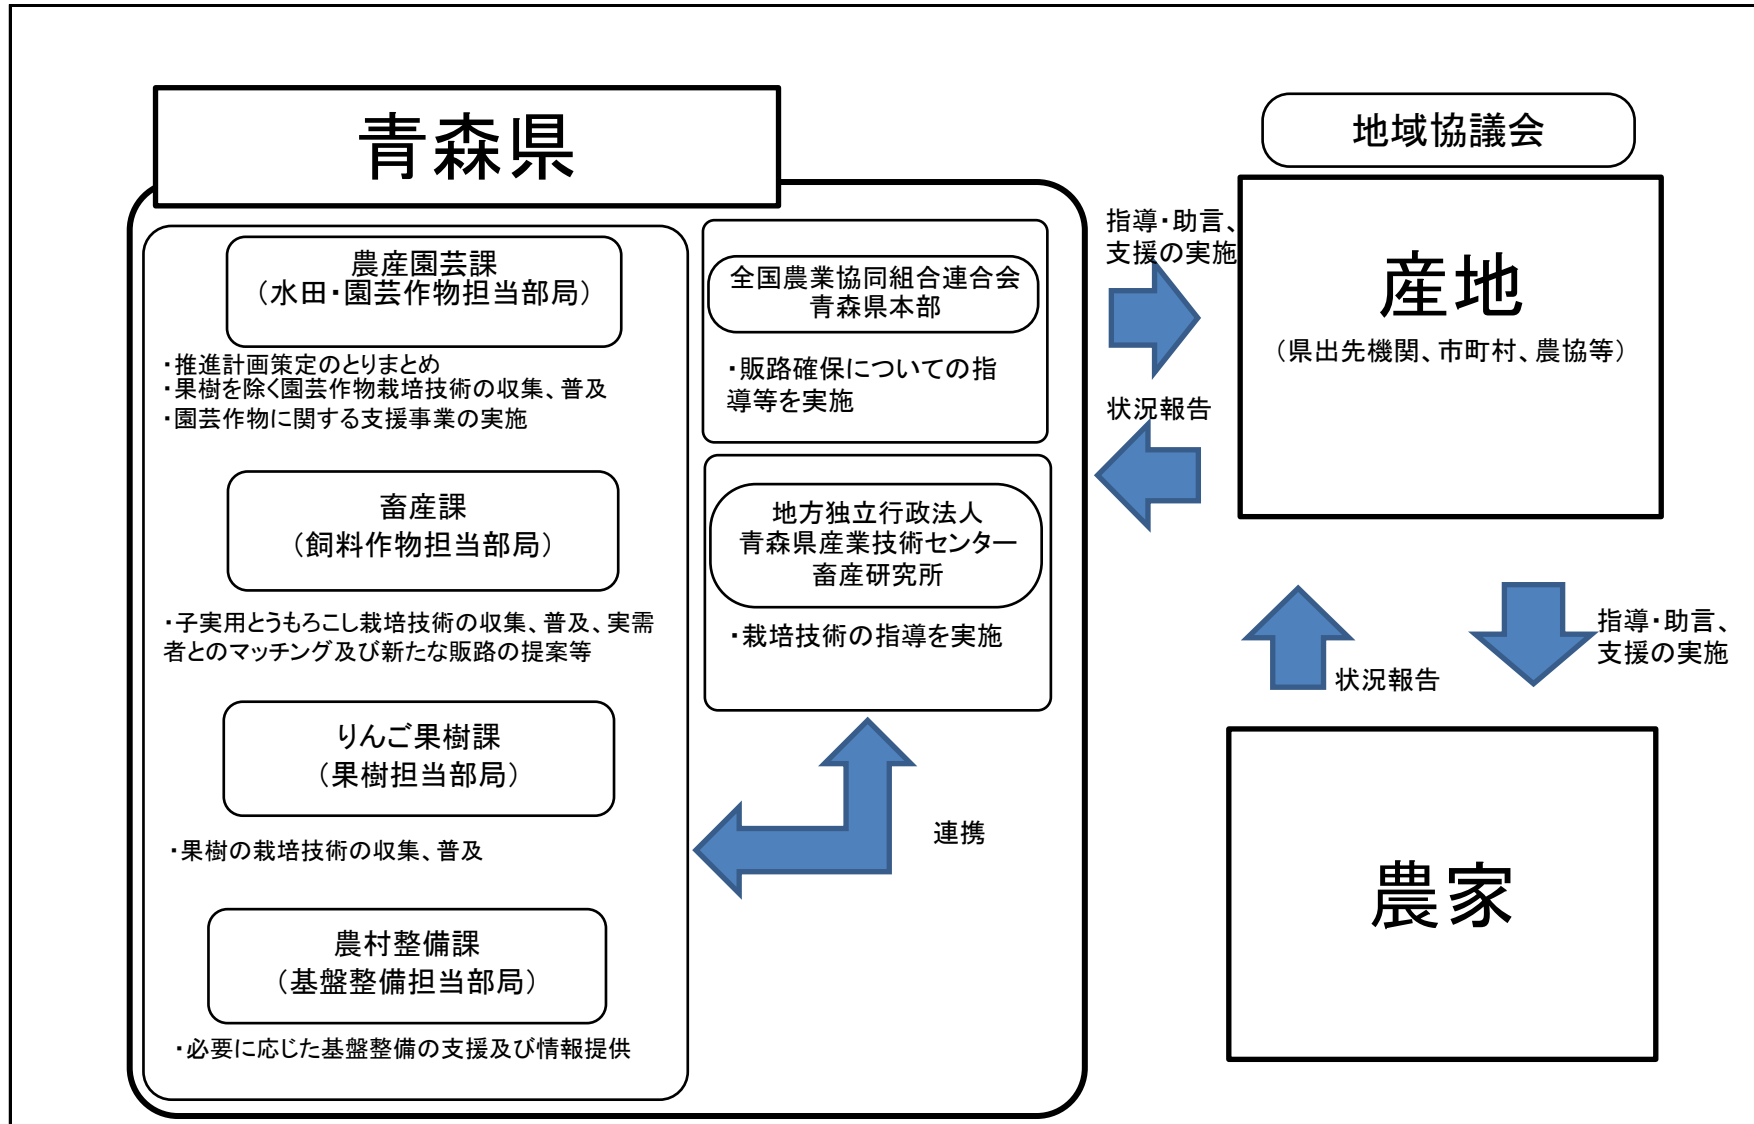 青森県
農産園芸課
（水田・園芸作物担当部局）
・推進計画策定のとりまとめ
・果樹を除く園芸作物栽培技術の収集、普及
・園芸作物に関する支援事業の実施
畜産課
（飼料作物担当部局）
・子実用とうもろこし栽培技術の収集、普及、実需
者とのマッチング及び新たな販路の提案等
りんご果樹課
（果樹担当部局）
・果樹の栽培技術の収集、普及
農村整備課
（基盤整備担当部局）
・必要に応じた基盤整備の支援及び情報提供
全国農業協同組合連合会
青森県本部
・販路確保についての指
導等を実施
地方独立行政法人
青森県産業技術センター
畜産研究所
・栽培技術の指導を実施
連携
指導・助言、
支援の実施
状況報告
地域協議会
産地
（県出先機関、市町村、農協等）
状況報告
指導・助言、
支援の実施
農家